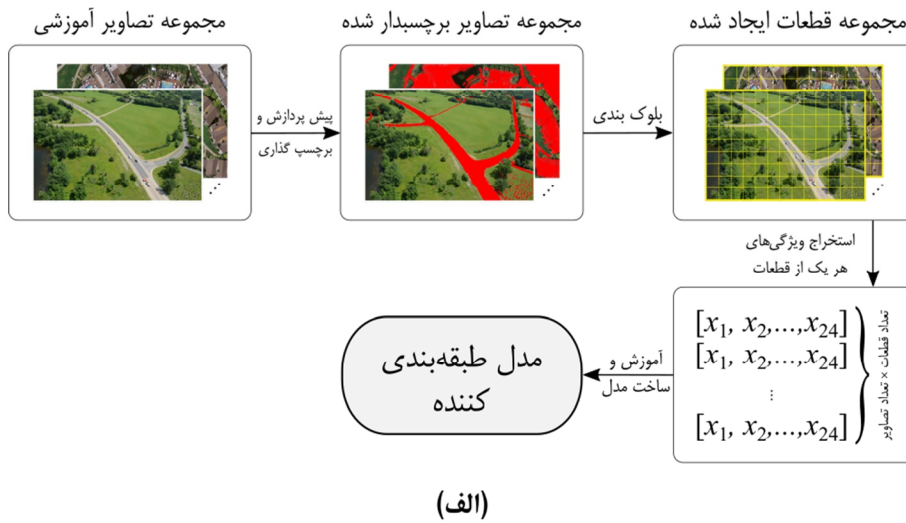 مجموعه تصاویر آموزشی
پیش پردازش و
برچسپ گذاری
مجموعه تصاویر برچسبدار شده
بلوک بندی
مجموعه قطعات ایجاد شده
استخراج ویژگی‌های
هر یک از قطعات
[x₁, x₂,...,x₂₄]
[x₁, x₂,...,x₂₄]
⋮
[x₁, x₂,...,x₂₄]
تعداد قطعات × تعداد تصاویر
آموزش و
ساخت مدل
مدل طبقه‌بندی
کننده
(الف)